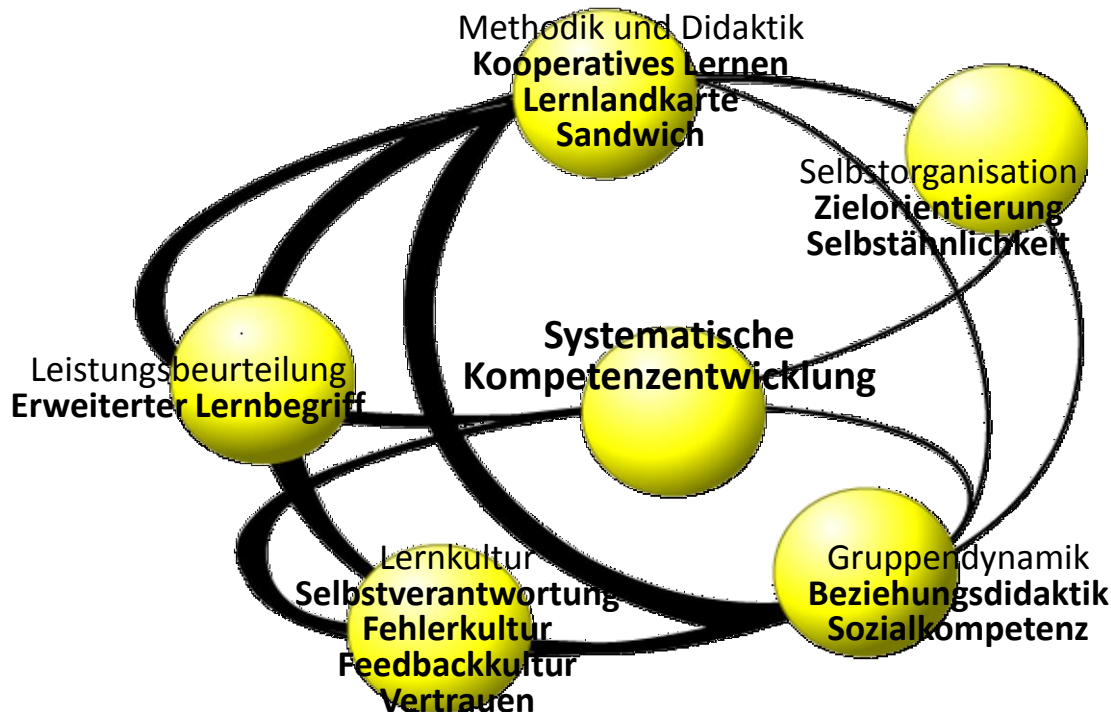 Methodik und Didaktik
Kooperatives Lernen
Lernlandkarte
Sandwich
Selbstorganisation
Zielorientierung
Selbstähnlichkeit
Systematische
Kompetenzentwicklung
Leistungsbeurteilung
Erweiterter Lernbegriff
Lernkultur
Selbstverantwortung
Fehlerkultur
Feedbackkultur
Vertrauen
Gruppendynamik
Beziehungsdidaktik
Sozialkompetenz